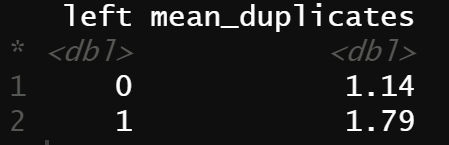 left mean_duplicates
* <dbl> <dbl>
1 0 1.14
2 1 1.79